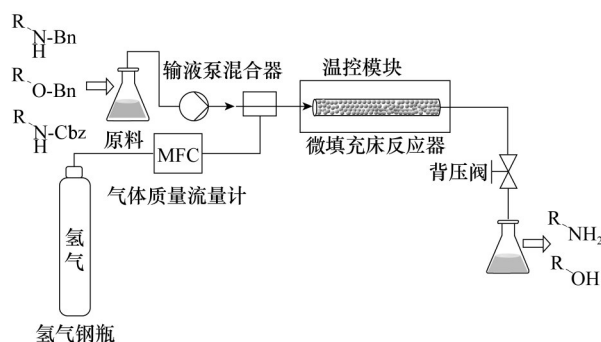 R
N-Bn
H
R
O-Bn
R
N-Cbz
H
原料
输液泵混合器
温控模块
微填充床反应器
MFC
气体质量流量计
背压阀
氢气
氢气钢瓶
R
NH₂
R
OH